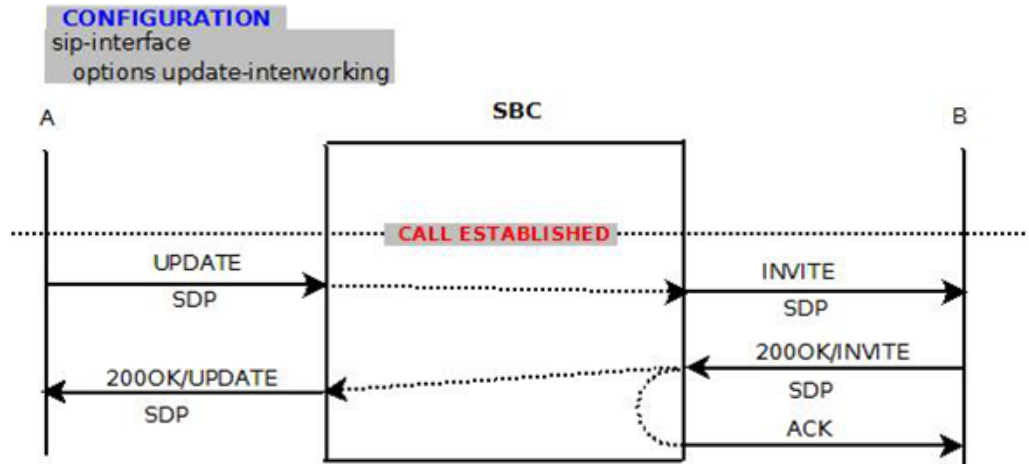 CONFIGURATION
sip-interface
options update-interworking
A
SBC
B
CALL ESTABLISHED
UPDATE
SDP
INVITE
SDP
200OK/INVITE
SDP
200OK/UPDATE
SDP
ACK